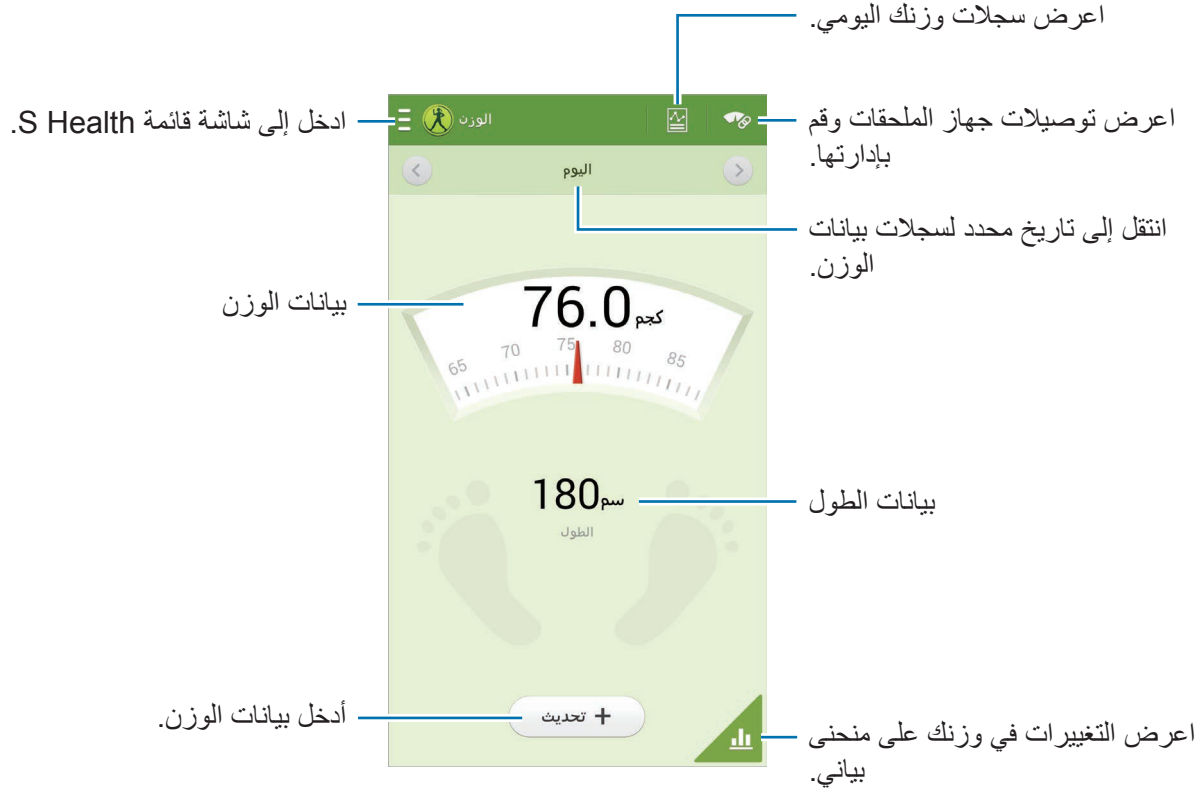 اعرض سجلات وزنك اليومي.
ادخل إلى شاشة قائمة S Health.
الوزن
اعرض توصيلات جهاز الملحقات وقم
بإدارتها.
اليوم
انتقل إلى تاريخ محدد لسجلات بيانات
الوزن.
بيانات الوزن
76.0 كجم
65 70 75 80 85
180 سم
الطول
بيانات الطول
أدخل بيانات الوزن.
+ تحديث
اعرض التغييرات في وزنك على منحنى
بياني.